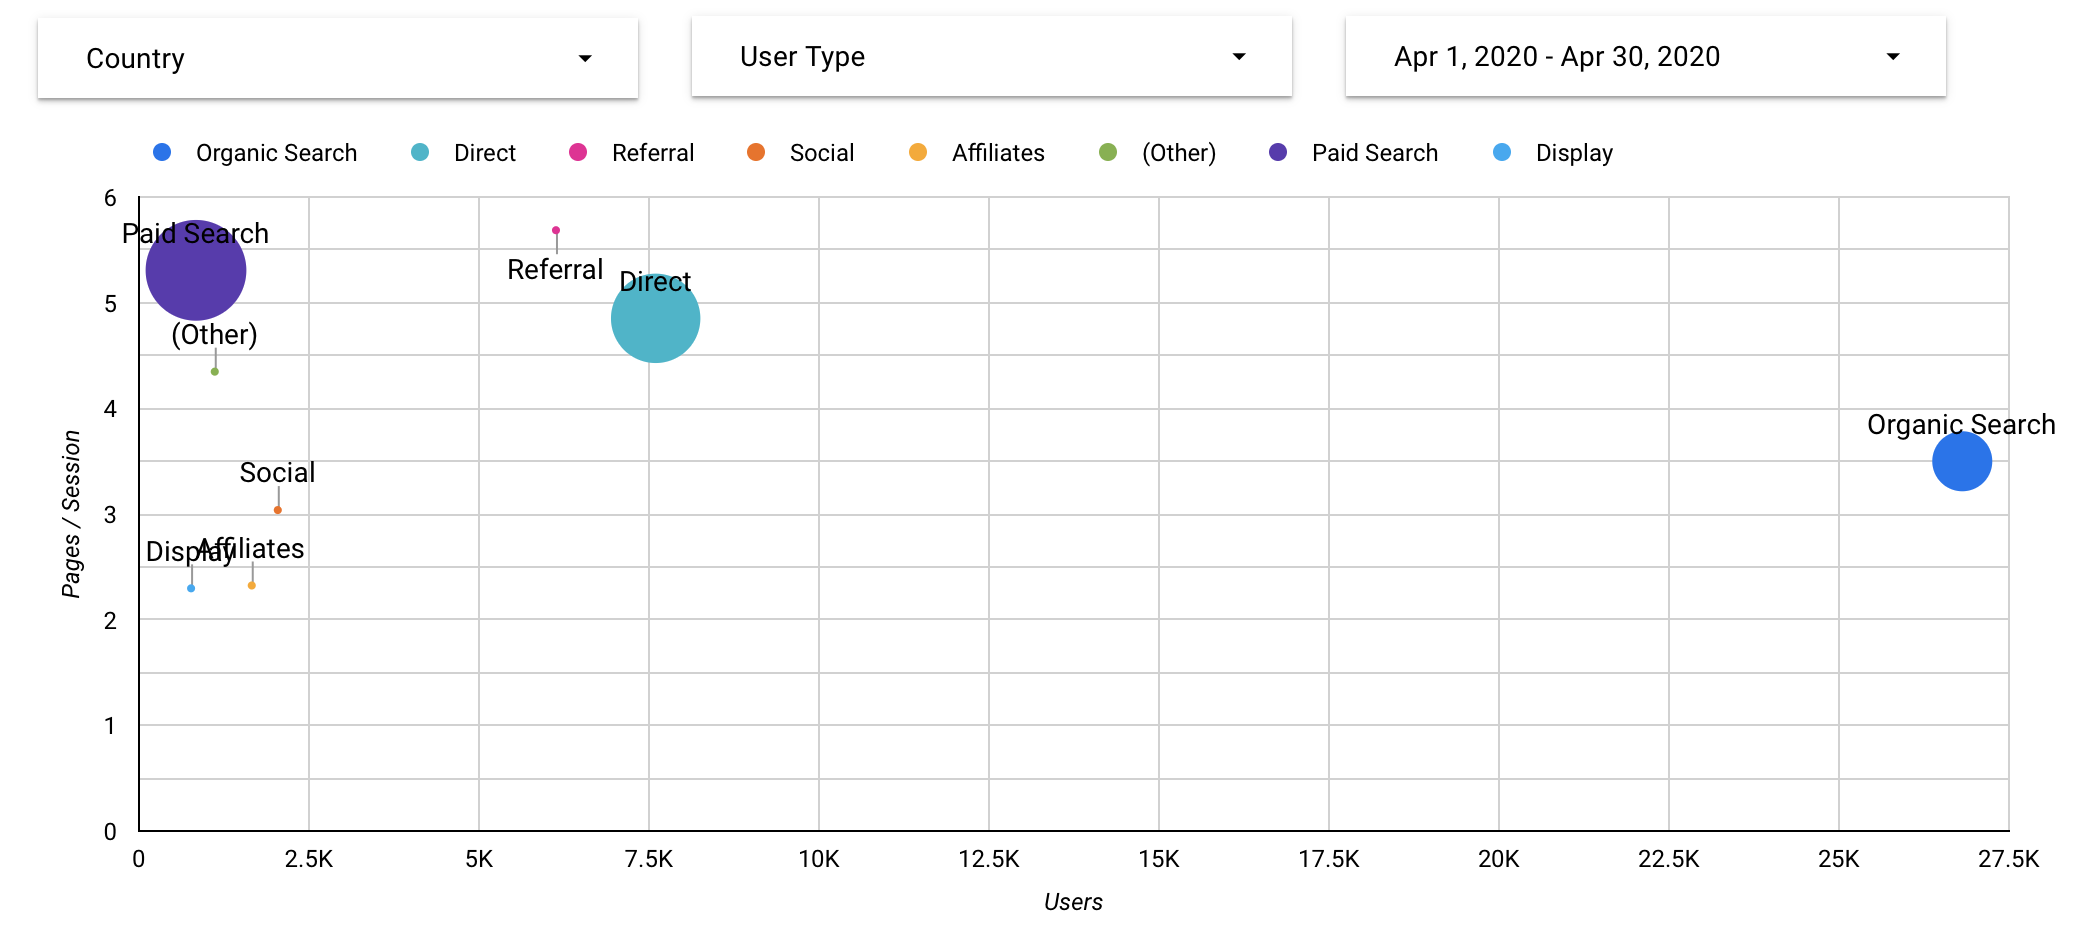 Country
User Type
Apr 1, 2020 - Apr 30, 2020
Organic Search
Direct
Referral
Social
Affiliates
(Other)
Paid Search
Display
6
5
4
3
2
1
0
Pages / Session
Paid Search
(Other)
Referral
Direct
Organic Search
Social
Display
Affiliates
0
2.5K
5K
7.5K
10K
12.5K
15K
17.5K
20K
22.5K
25K
27.5K
Users